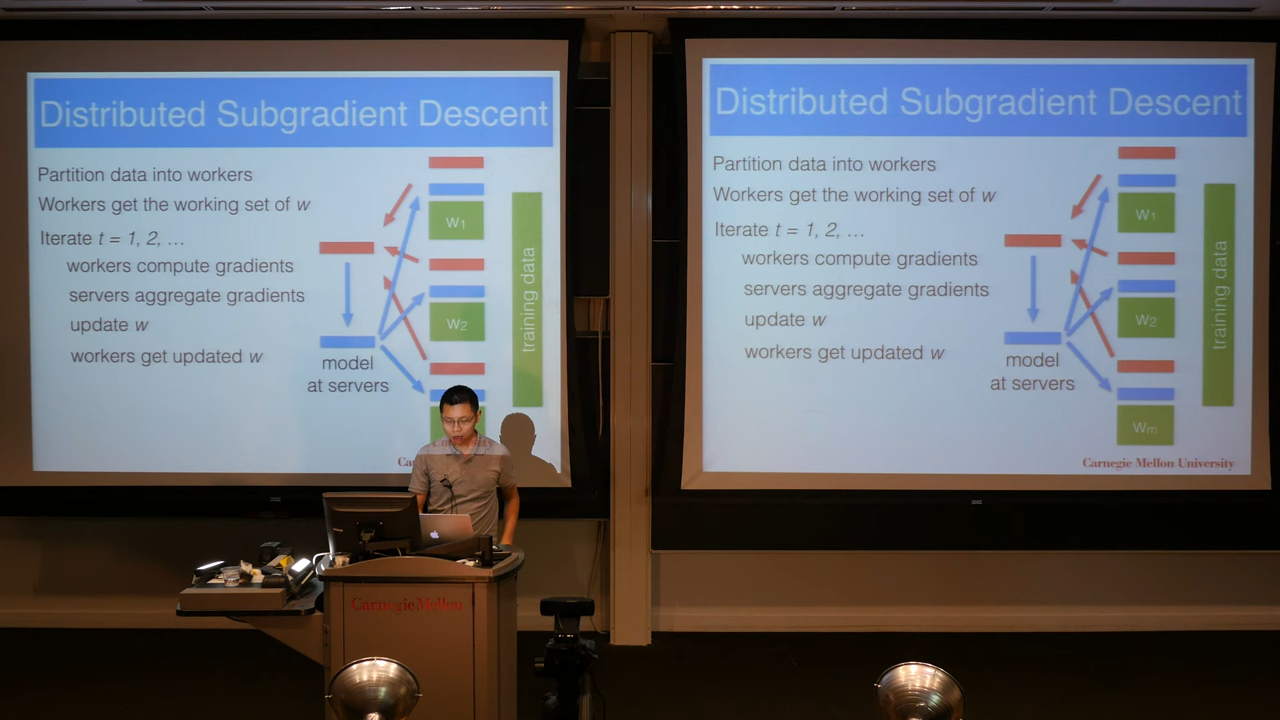 Distributed Subgradient Descent
Partition data into workers
Workers get the working set of w
Iterate t = 1, 2, ...
workers compute gradients
servers aggregate gradients
update w
workers get updated w
model
at servers
w1
w2
training data
CarnegieMellon
Distributed Subgradient Descent
Partition data into workers
Workers get the working set of w
Iterate t = 1, 2, ...
workers compute gradients
servers aggregate gradients
update w
workers get updated w
model
at servers
w1
w2
wm
training data
Carnegie Mellon University